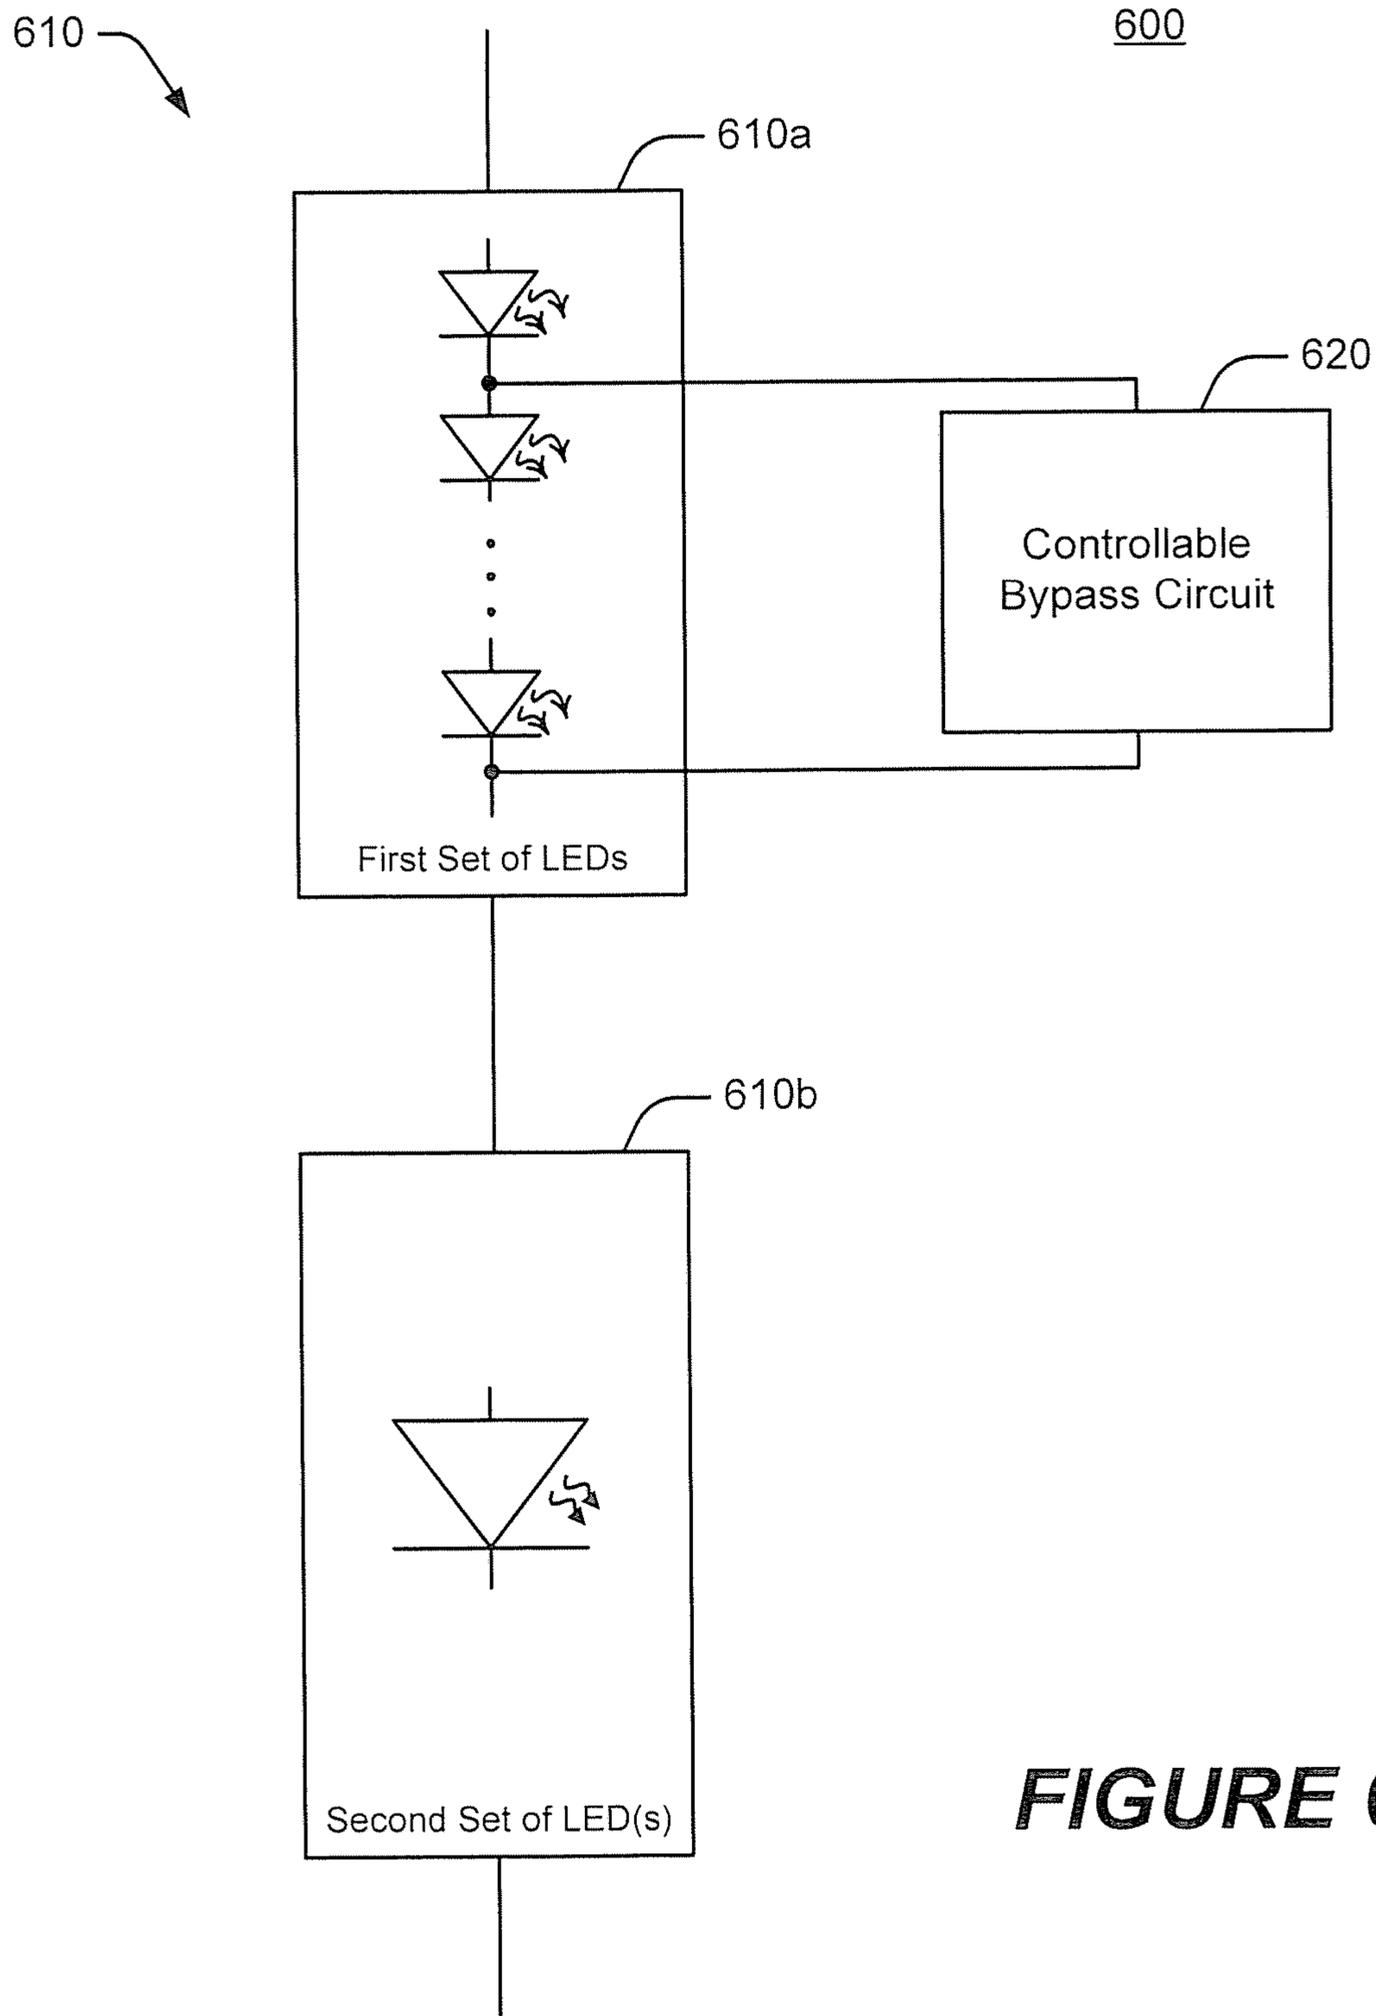 610
600
610a
620
Controllable
Bypass Circuit
First Set of LEDs
610b
Second Set of LED(s)
FIGURE